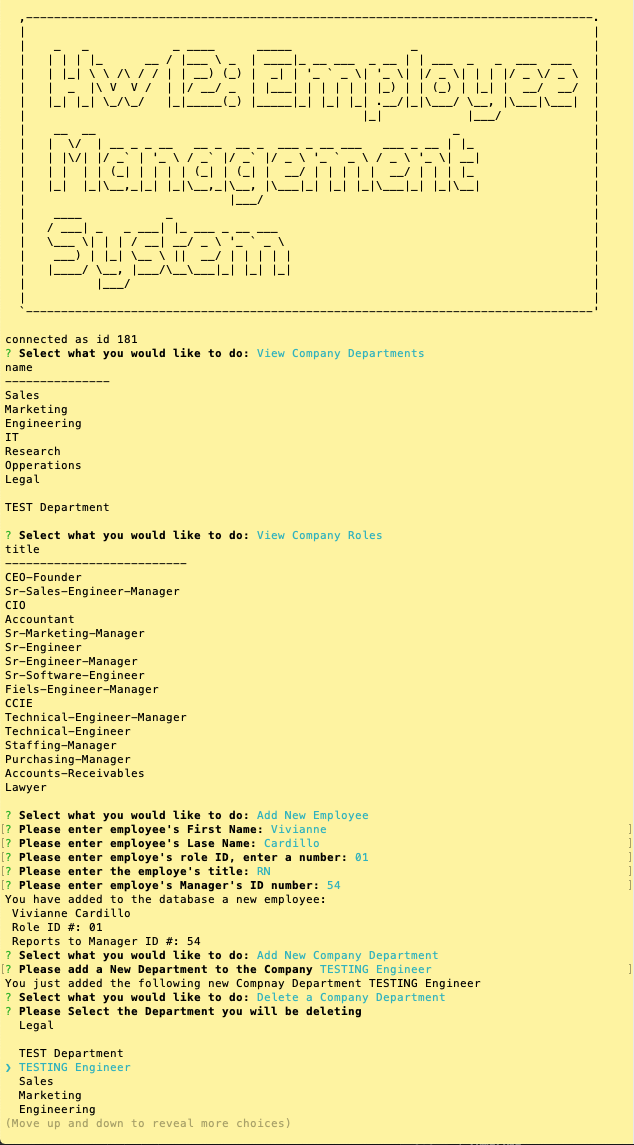 Hw12: Employee
Management
System
connected as id 181
? Select what you would like to do: View Company Departments
name
---------------
Sales
Marketing
Engineering
IT
Research
Opperations
Legal
TEST Department
? Select what you would like to do: View Company Roles
title
--------------------------
CEO-Founder
Sr-Sales-Engineer-Manager
CIO
Accountant
Sr-Marketing-Manager
Sr-Engineer
Sr-Engineer-Manager
Sr-Software-Engineer
Fiels-Engineer-Manager
CCIE
Technical-Engineer-Manager
Technical-Engineer
Staffing-Manager
Purchasing-Manager
Accounts-Receivables
Lawyer
? Select what you would like to do: Add New Employee
[? Please enter employee's First Name: Vivianne ]
[? Please enter employee's Lase Name: Cardillo ]
[? Please enter employe's role ID, enter a number: 01 ]
[? Please enter the employe's title: RN ]
[? Please enter employe's Manager's ID number: 54 ]
You have added to the database a new employee:
Vivianne Cardillo
Role ID #: 01
Reports to Manager ID #: 54
? Select what you would like to do: Add New Company Department
[? Please add a New Department to the Company TESTING Engineer ]
You just added the following new Compnay Department TESTING Engineer
? Select what you would like to do: Delete a Company Department
? Please Select the Department you will be deleting
Legal
TEST Department
❯ TESTING Engineer
Sales
Marketing
Engineering
(Move up and down to reveal more choices)